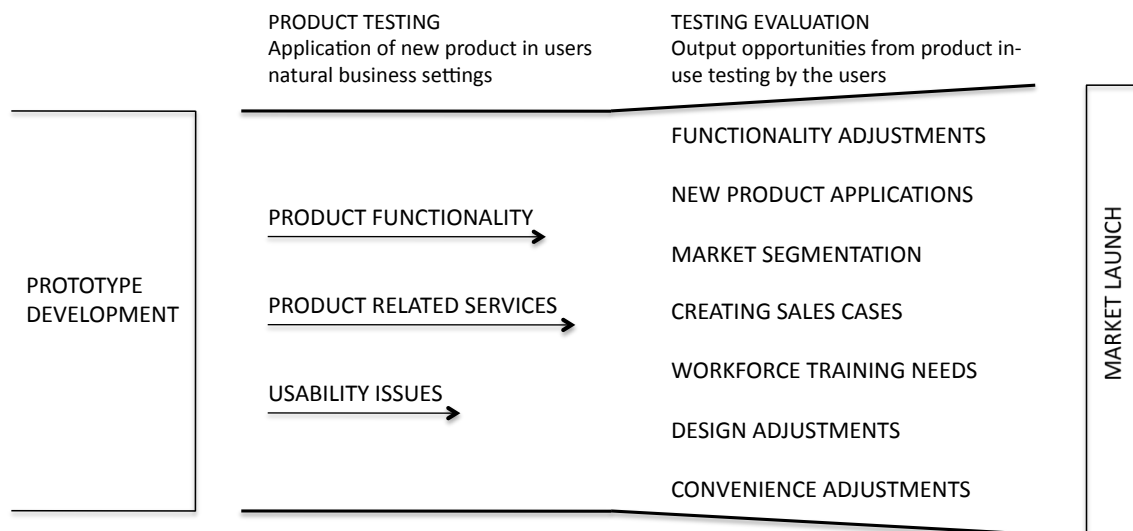 PRODUCT TESTING
Application of new product in users
natural business settings
TESTING EVALUATION
Output opportunities from product in-
use testing by the users
PROTOTYPE
DEVELOPMENT
PRODUCT FUNCTIONALITY
PRODUCT RELATED SERVICES
USABILITY ISSUES
FUNCTIONALITY ADJUSTMENTS
NEW PRODUCT APPLICATIONS
MARKET SEGMENTATION
CREATING SALES CASES
WORKFORCE TRAINING NEEDS
DESIGN ADJUSTMENTS
CONVENIENCE ADJUSTMENTS
MARKET LAUNCH